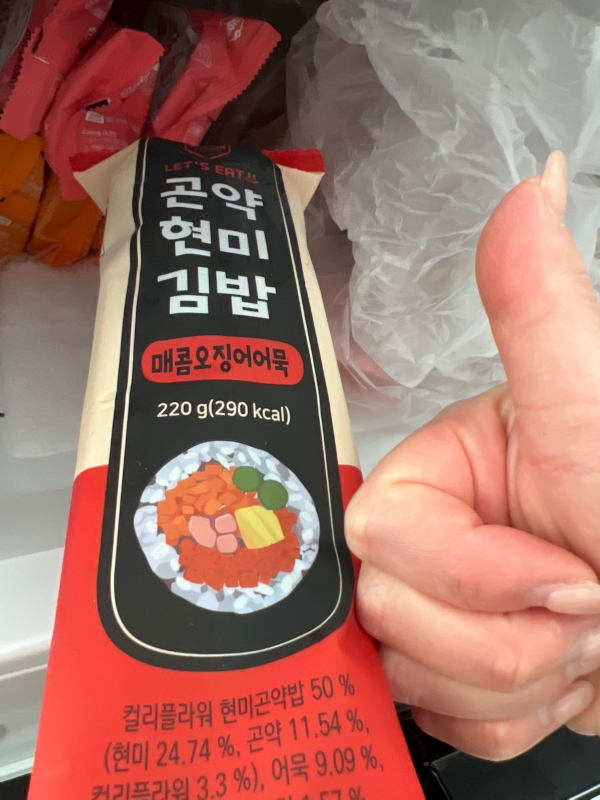 LET'S EAT!!
곤약
현미
김밥
매콤오징어어묵
220 g(290 kcal)
컬리플라워 현미곤약밥 50 %
(현미 24.74 %, 곤약 11.54 %,
컬리플라워 3.3 %), 어묵 9.09 %,
1.57 %